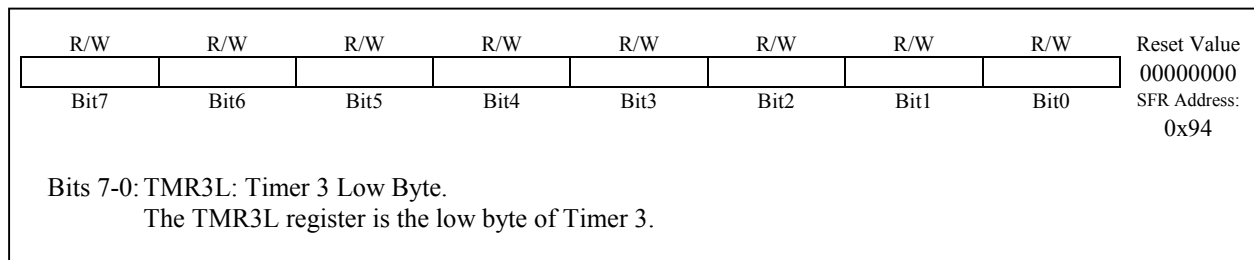 R/W R/W R/W R/W R/W R/W R/W R/W Reset Value
00000000
Bit7 Bit6 Bit5 Bit4 Bit3 Bit2 Bit1 Bit0 SFR Address:
0x94
Bits 7-0: TMR3L: Timer 3 Low Byte.
The TMR3L register is the low byte of Timer 3.